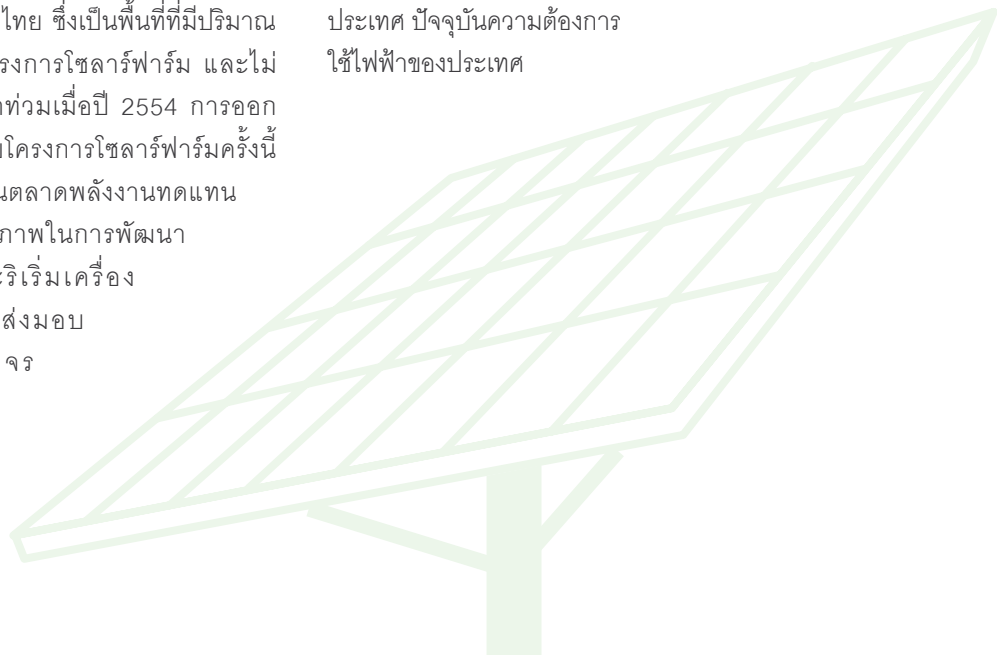 ไทย ซึ่งเป็นพื้นที่ที่มีปริมาณ
โครงการโซลาร์ฟาร์ม และไม่
ท่วมเมื่อปี 2554 การออก
โครงการโซลาร์ฟาร์มครั้งนี้
ตลาดพลังงานทดแทน
ภาพในการพัฒนา
ริเริ่มเครื่อง
ส่งมอบ
จร
ประเทศ ปัจจุบันความต้องการ
ใช้ไฟฟ้าของประเทศ